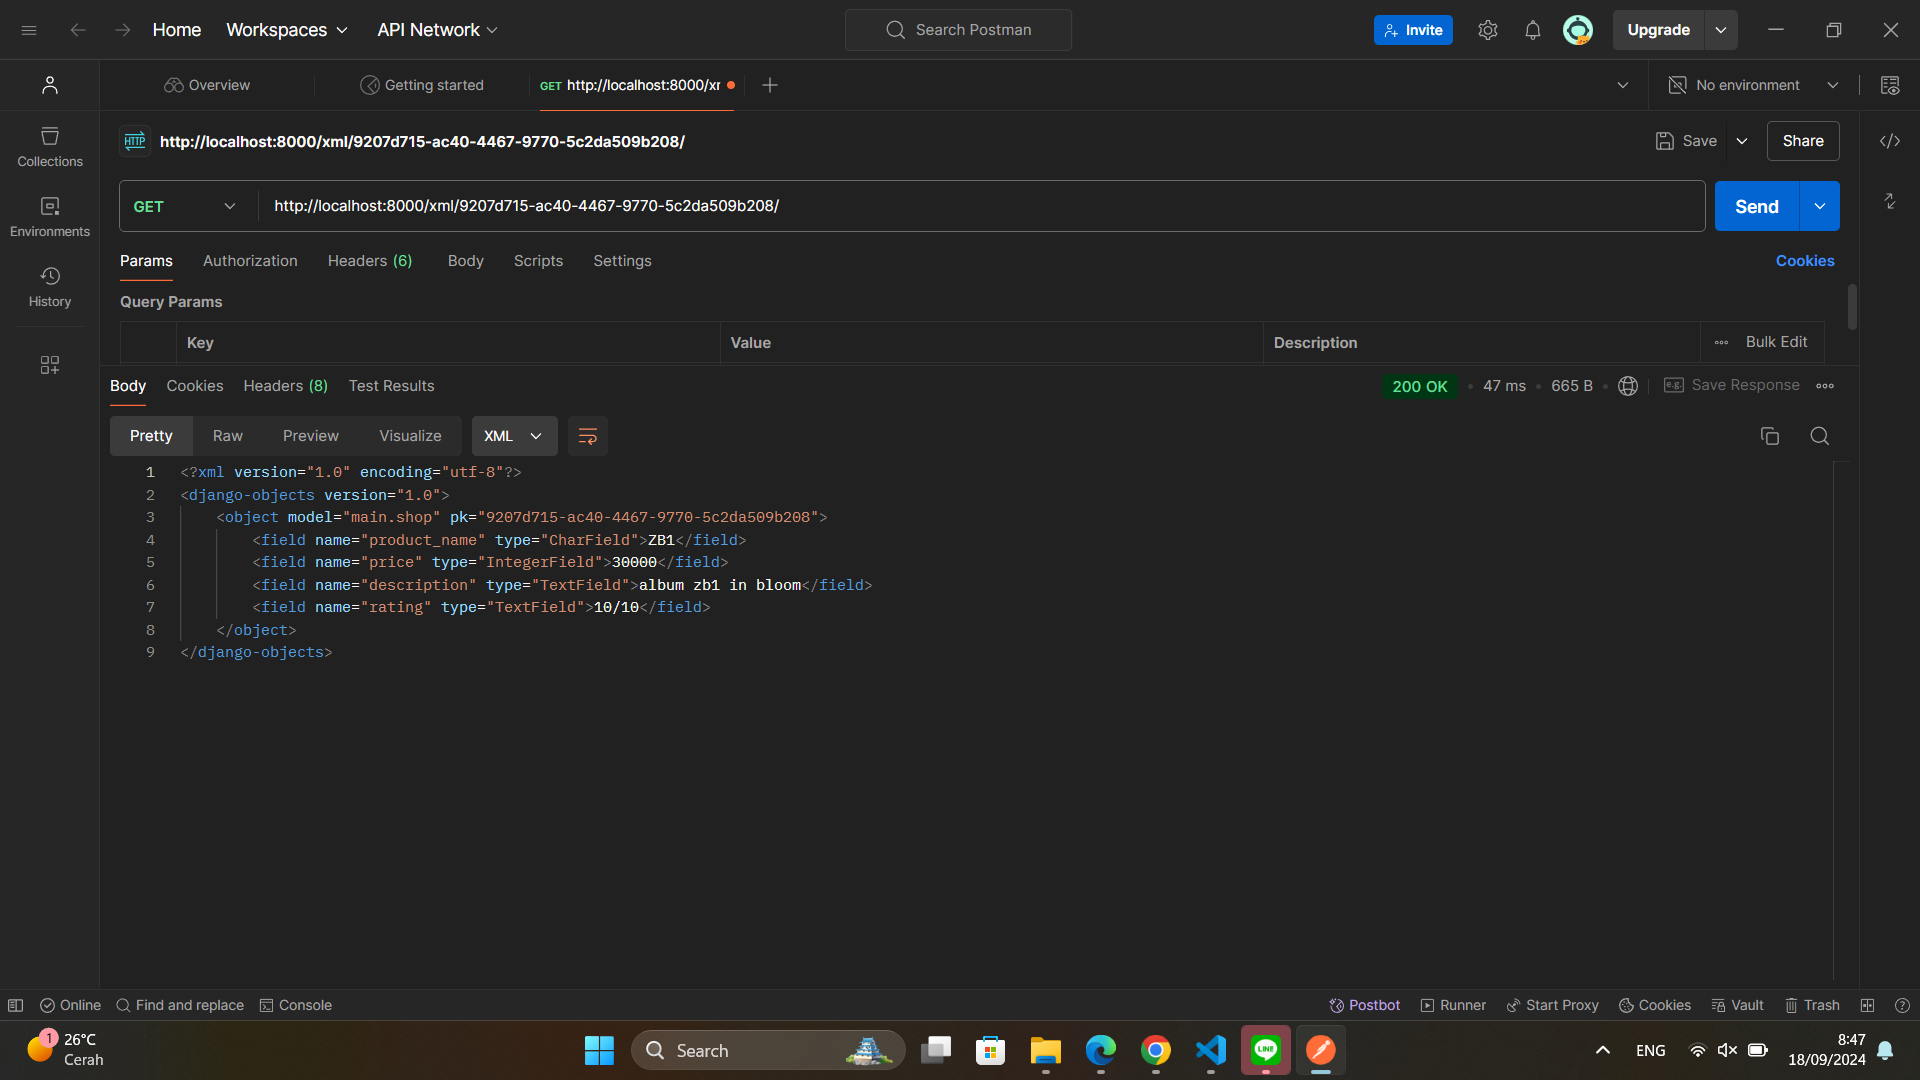 Home Workspaces API Network Search Postman Invite Upgrade
Overview Getting started GET http://localhost:8000/xr No environment
HTTP http://localhost:8000/xml/9207d715-ac40-4467-9770-5c2da509b208/ Save Share
Collections
Environments
History
GET http://localhost:8000/xml/9207d715-ac40-4467-9770-5c2da509b208/ Send
Params Authorization Headers (6) Body Scripts Settings Cookies
Query Params
Key Value Description Bulk Edit
Body Cookies Headers (8) Test Results 200 OK 47 ms 665 B e.g. Save Response
Pretty Raw Preview Visualize XML
1 <?xml version="1.0" encoding="utf-8"?>
2 <django-objects version="1.0">
3 <object model="main.shop" pk="9207d715-ac40-4467-9770-5c2da509b208">
4 <field name="product_name" type="CharField">ZB1</field>
5 <field name="price" type="IntegerField">30000</field>
6 <field name="description" type="TextField">album zb1 in bloom</field>
7 <field name="rating" type="TextField">10/10</field>
8 </object>
9 </django-objects>
Online Find and replace Console Postbot Runner Start Proxy Cookies Vault Trash
1 26°C
Cerah
Search
LINE
ENG
8:47
18/09/2024